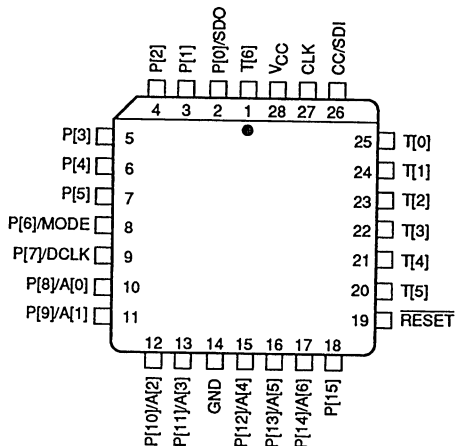 P[2]
P[1]
P[0]/SDO
T[6]
VCC
CLK
CC/SDI
4 3 2 1 28 27 26
P[3] 5
P[4] 6
P[5] 7
P[6]/MODE 8
P[7]/DCLK 9
P[8]/A[0] 10
P[9]/A[1] 11
25 T[0]
24 T[1]
23 T[2]
22 T[3]
21 T[4]
20 T[5]
19 RESET
12 13 14 15 16 17 18
P[10]/A[2]
P[11]/A[3]
GND
P[12]/A[4]
P[13]/A[5]
P[14]/A[6]
P[15]